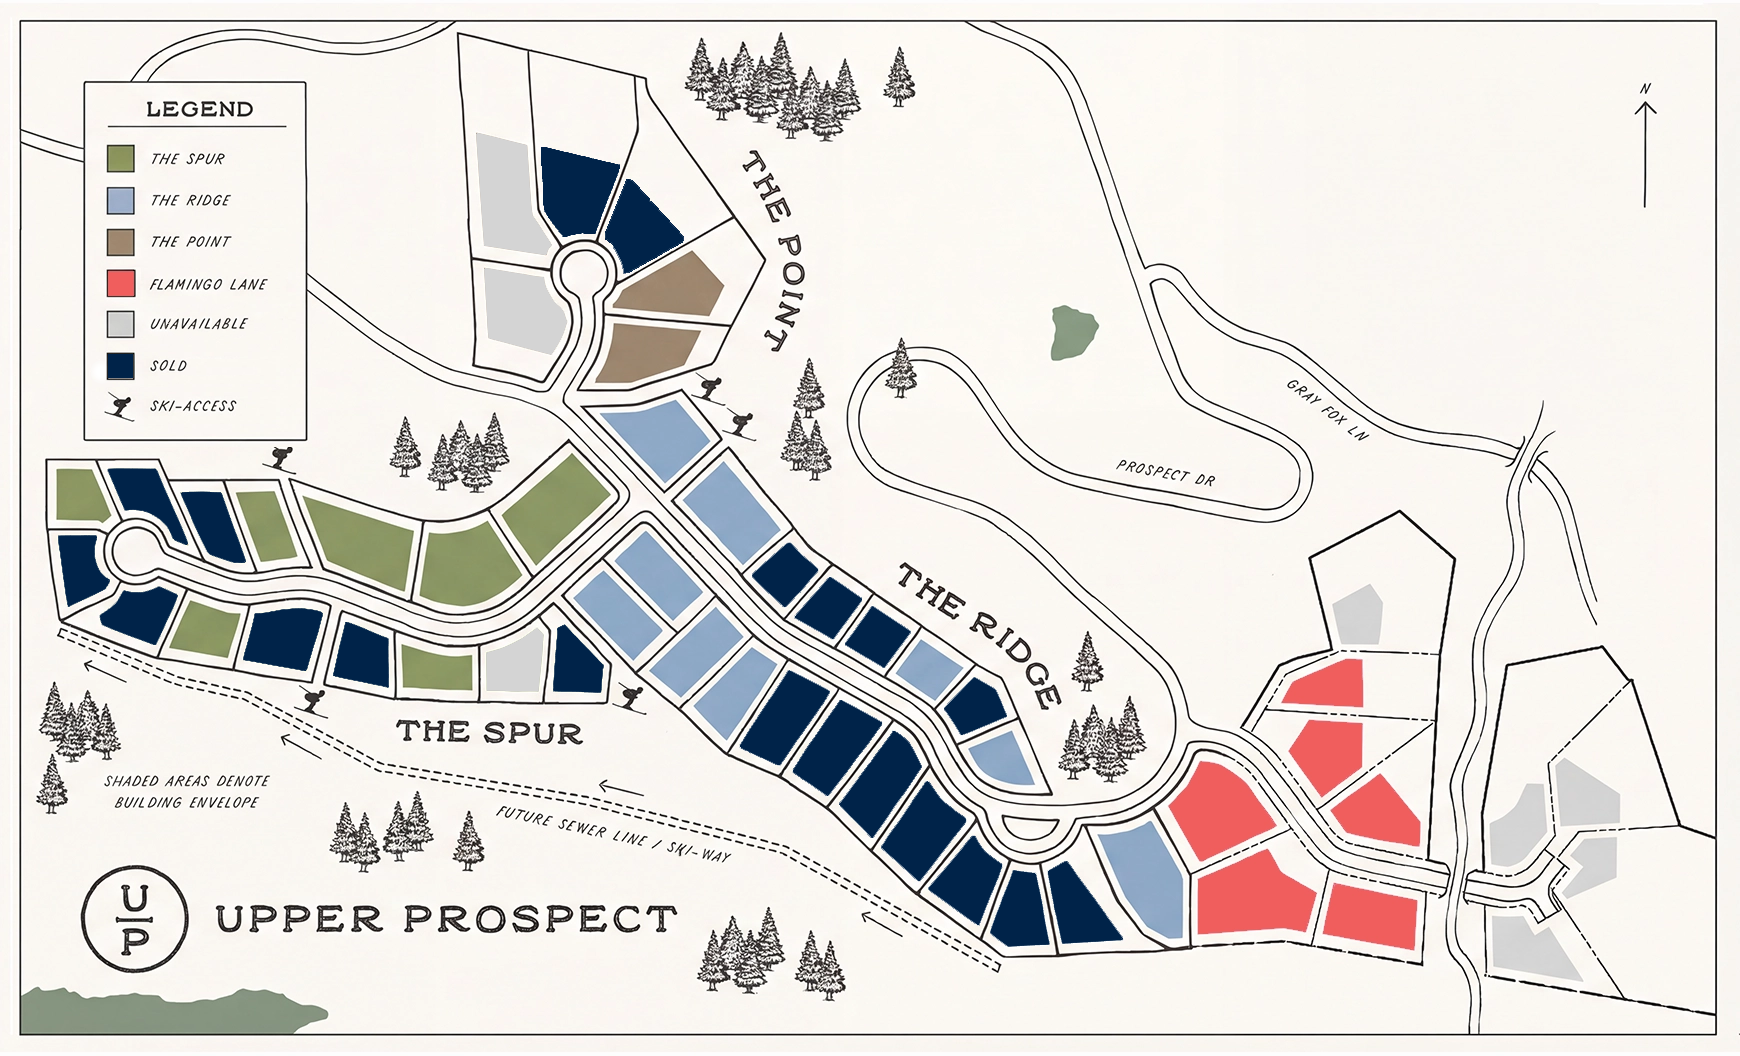 LEGEND
THE SPUR
THE RIDGE
THE POINT
FLAMINGO LANE
UNAVAILABLE
SOLD
SKI-ACCESS
N
THE POINT
GRAY FOX LN
PROSPECT DR
THE RIDGE
THE SPUR
SHADED AREAS DENOTE
BUILDING ENVELOPE
FUTURE SEWER LINE / SKI-WAY
U
P
UPPER PROSPECT